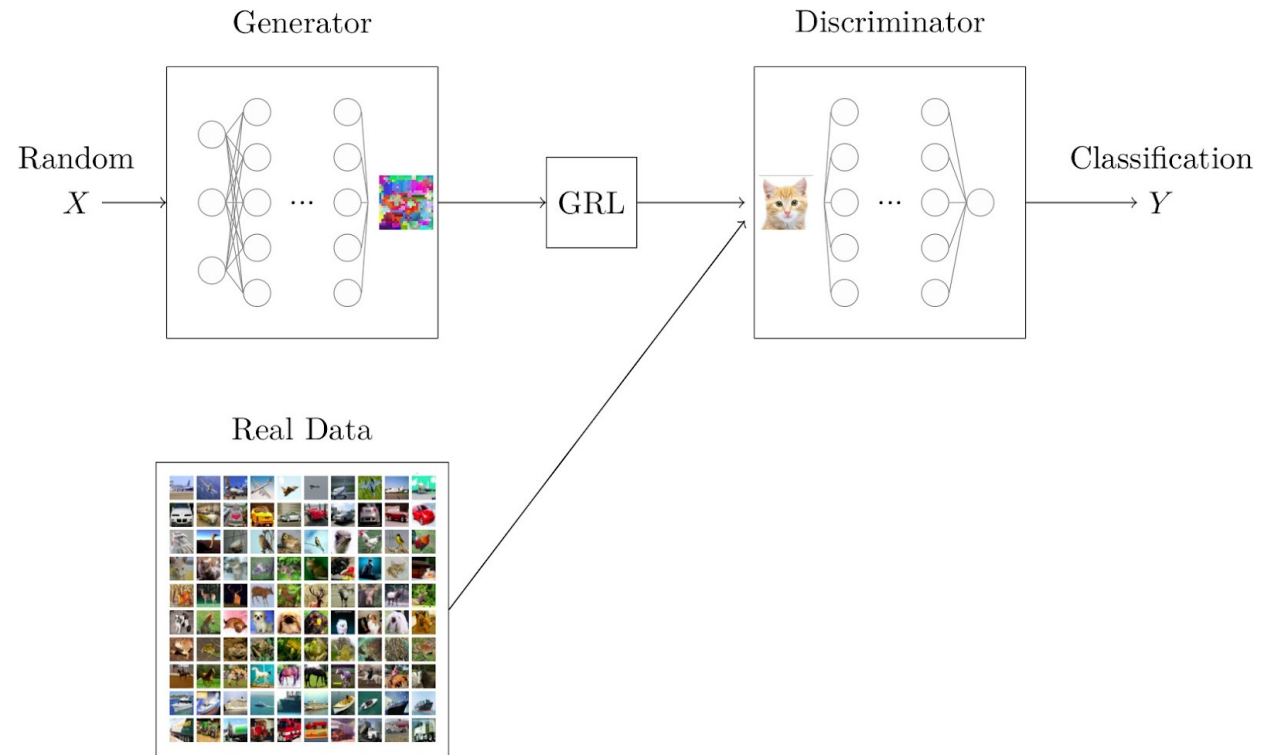 Generator
Discriminator
Random
X
...
GRL
...
Classification
Y
Real Data